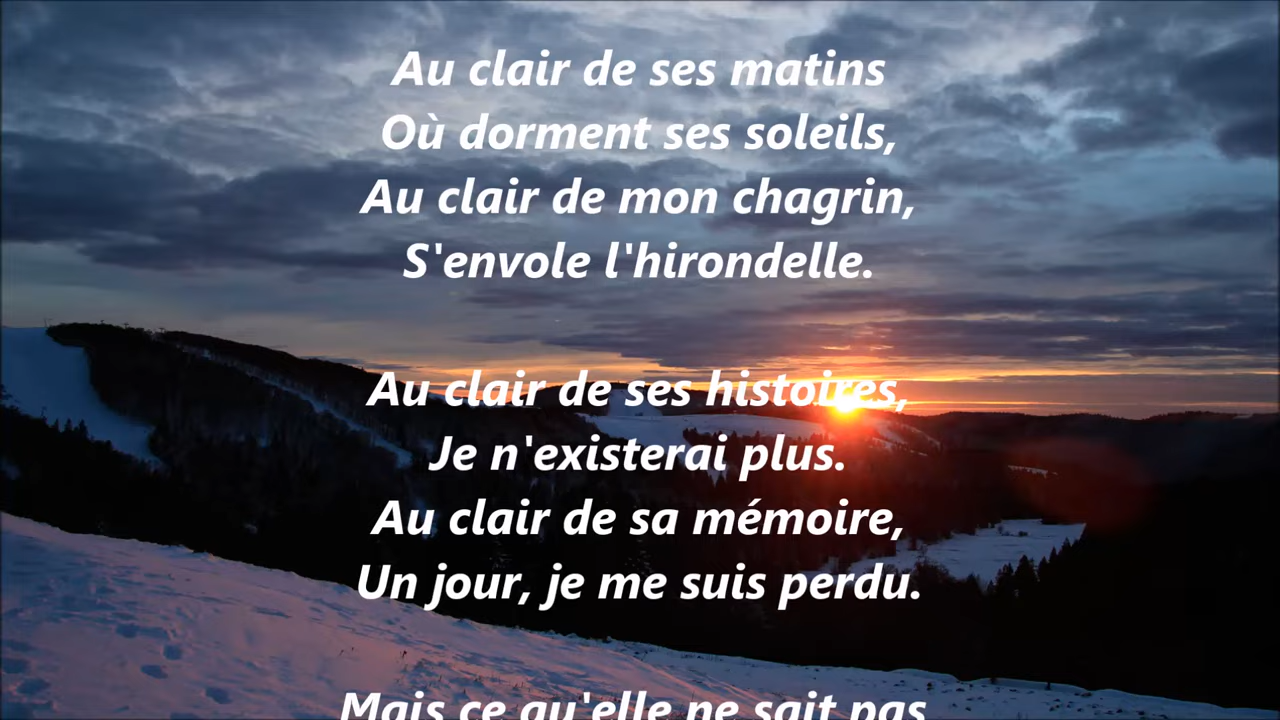 Au clair de ses matins
Où dorment ses soleils,
Au clair de mon chagrin,
S'envole l'hirondelle.
Au clair de ses histoires,
Je n'existerai plus.
Au clair de sa mémoire,
Un jour, je me suis perdu.
Mais ce qu'elle ne sait pas